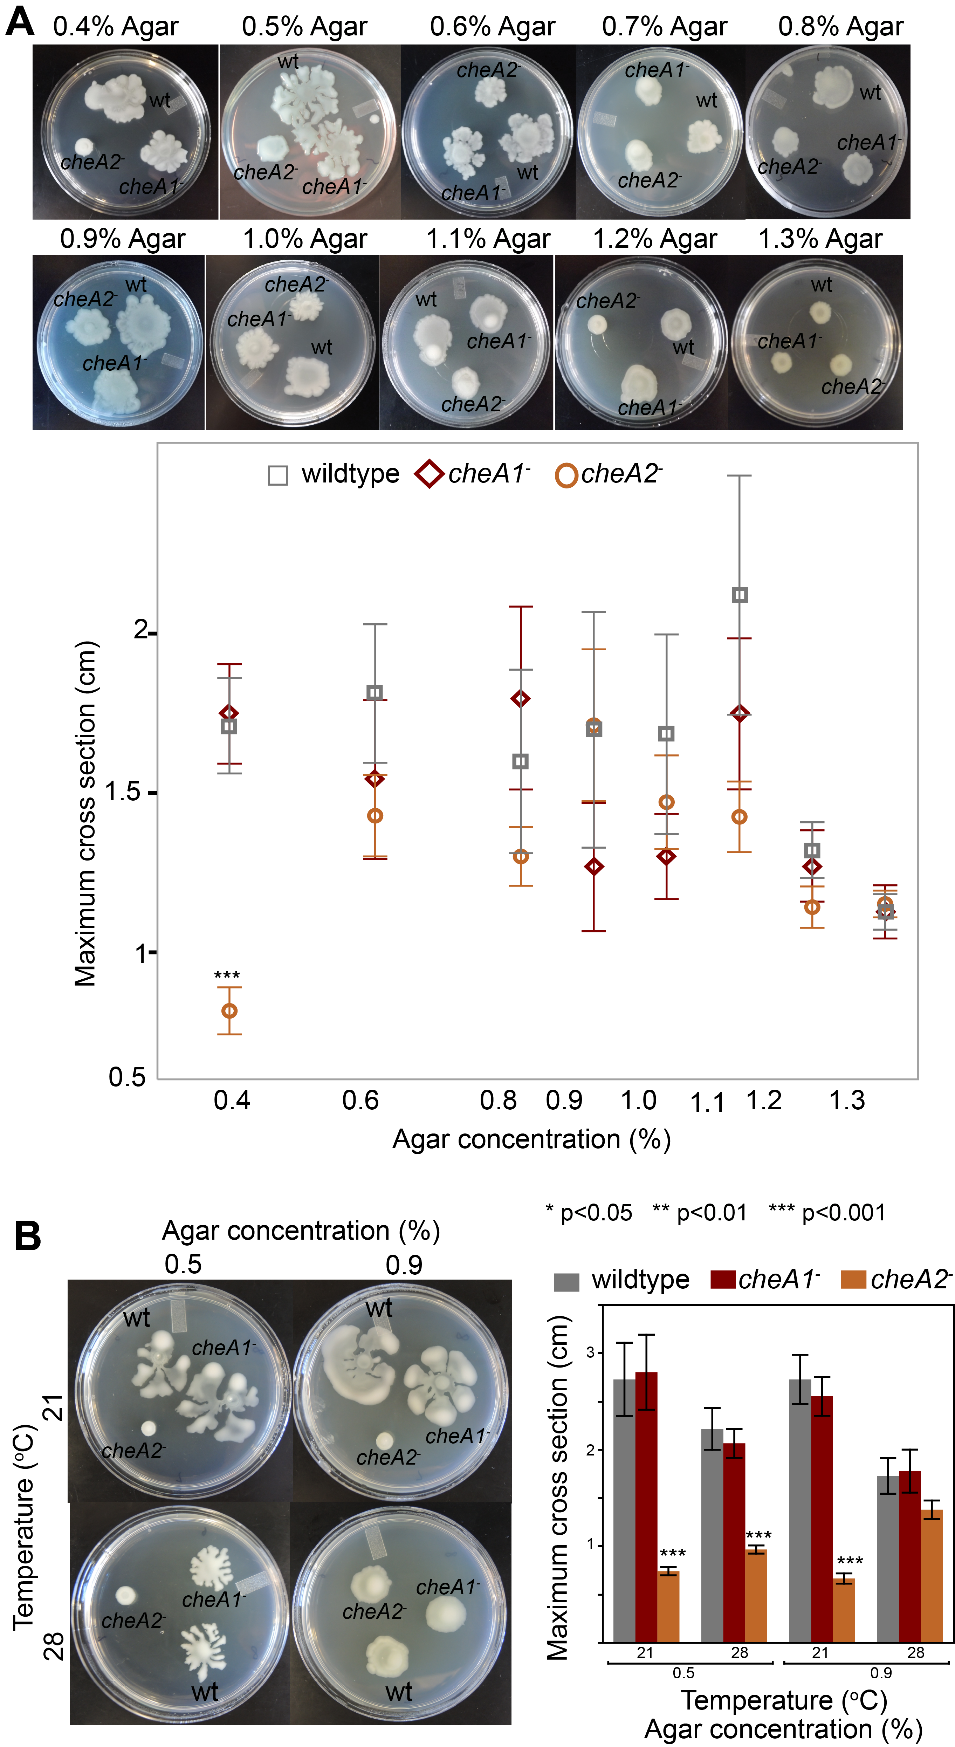 A
0.4% Agar 0.5% Agar 0.6% Agar 0.7% Agar 0.8% Agar
wt cheA2- cheA1-
wt cheA2- cheA1-
cheA2- cheA1- wt
cheA1- wt cheA2-
wt cheA2- cheA1-
0.9% Agar 1.0% Agar 1.1% Agar 1.2% Agar 1.3% Agar
cheA2- wt cheA1-
cheA2- cheA1- wt
wt cheA1- cheA2-
cheA2- wt cheA1-
wt cheA1- cheA2-
wildtype cheA1- cheA2-
Maximum cross section (cm)
2
1.5
1
0.5
***
0.4 0.6 0.8 0.9 1.0 1.1 1.2 1.3
Agar concentration (%)
B
Agar concentration (%)
0.5 0.9
Temperature (oC)
21
28
wt cheA1- cheA2-
wt cheA1- cheA2-
cheA2- cheA1- wt
cheA1- cheA2- wt
* p<0.05 ** p<0.01 *** p<0.001
wildtype cheA1- cheA2-
Maximum cross section (cm)
3
2
1
*** *** ***
21 28 21 28
0.5 0.9
Temperature (oC)
Agar concentration (%)